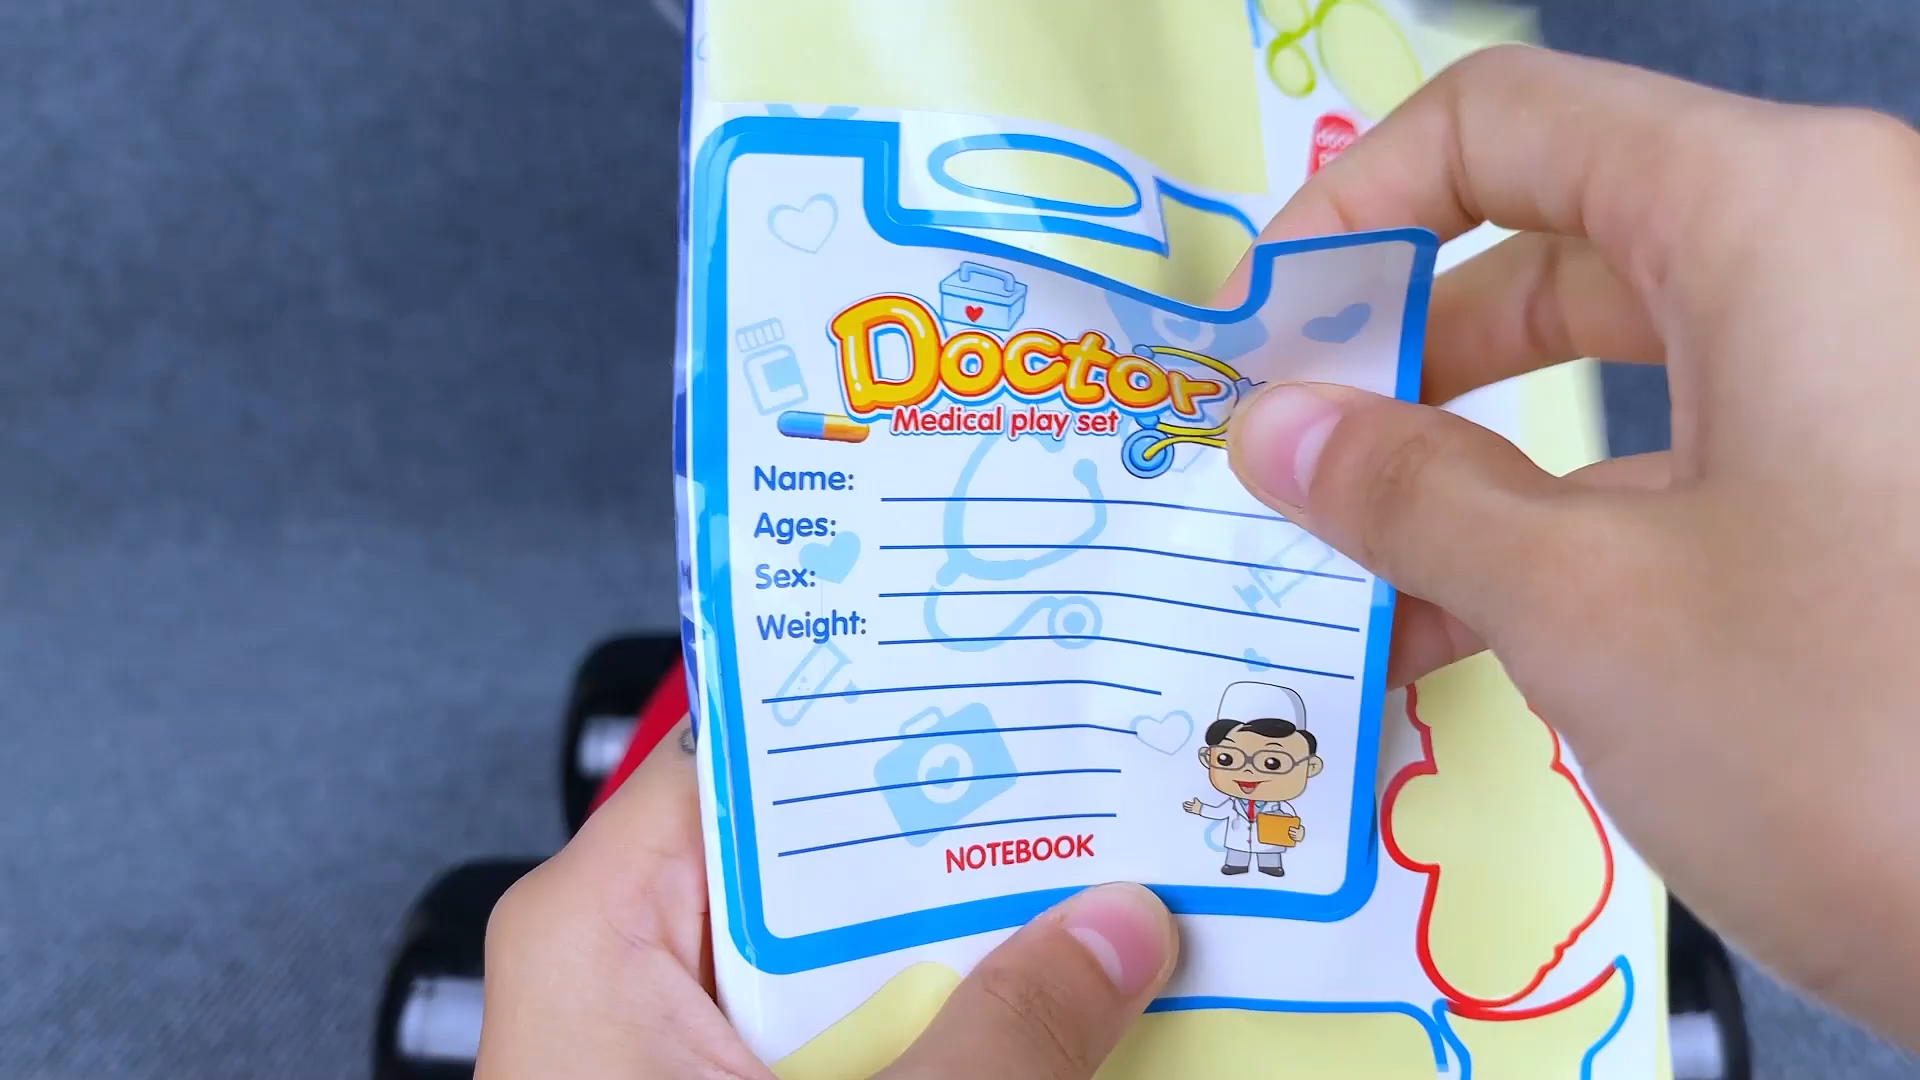 Doctor
Medical play set
Name:
Ages:
Sex:
Weight:
NOTEBOOK